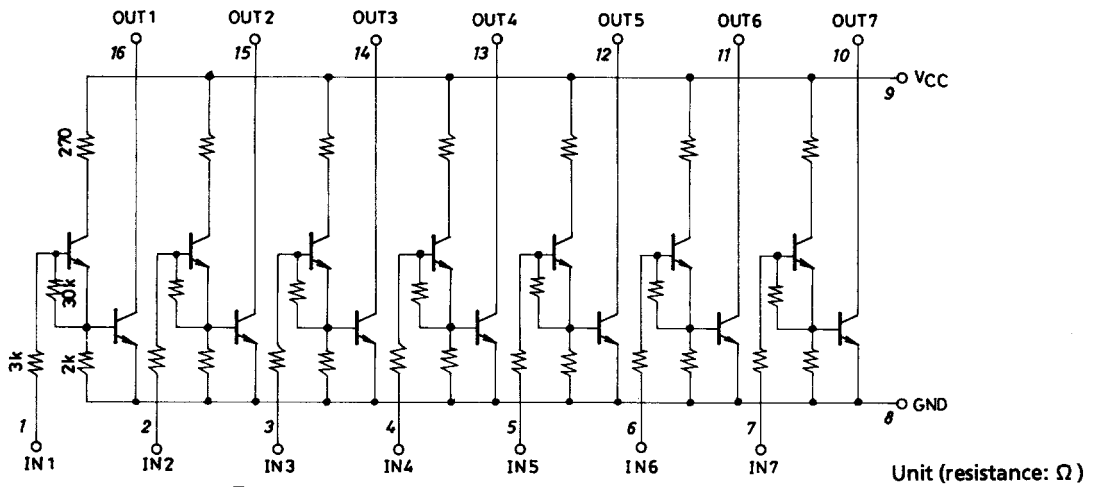 OUT1 OUT2 OUT3 OUT4 OUT5 OUT6 OUT7
16 15 14 13 12 11 10
9 VCC
270
30k
3k 2k
8 GND
1 2 3 4 5 6 7
IN1 IN2 IN3 IN4 IN5 IN6 IN7
Unit (resistance: Ω)